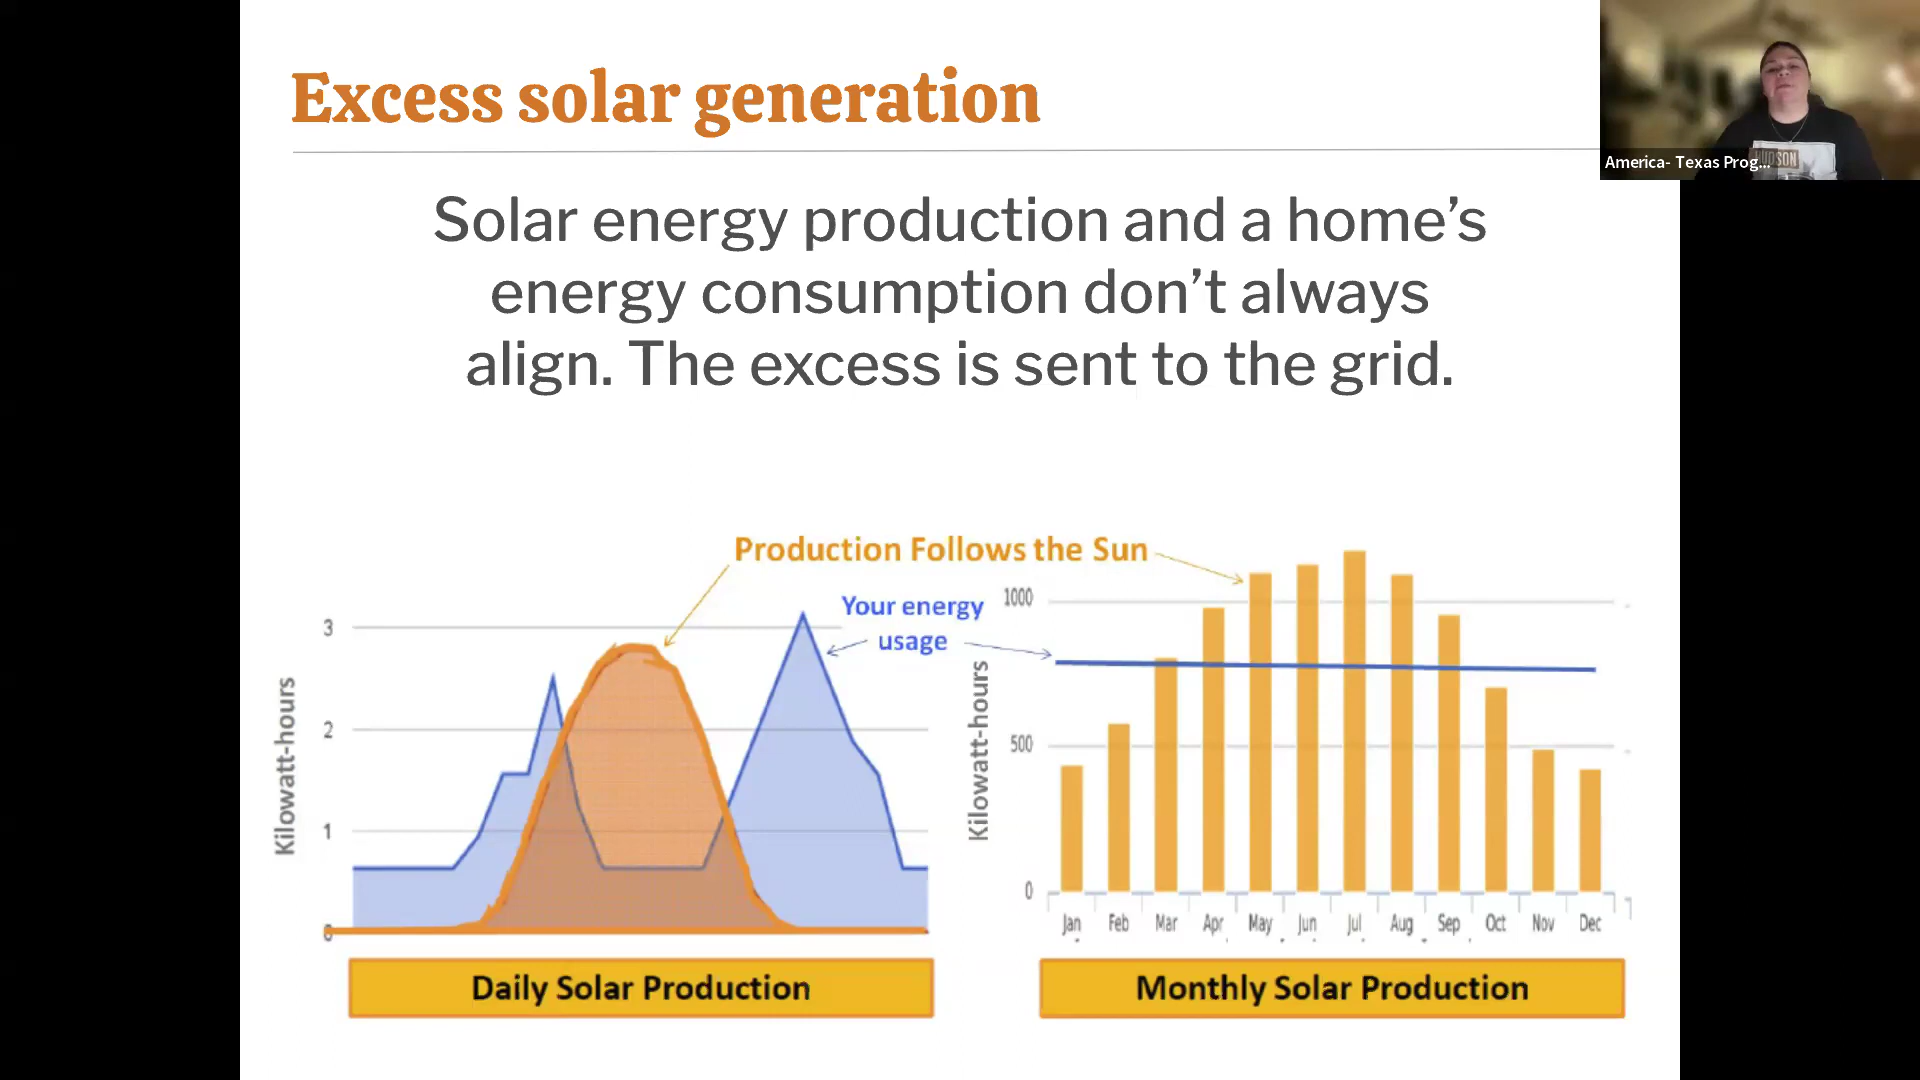 Excess solar generation
America- Texas Prog...
HUDSON
Solar energy production and a home's
energy consumption don't always
align. The excess is sent to the grid.
Production Follows the Sun
Your energy
usage
Kilowatt-hours
3
2
1
0
Daily Solar Production
Kilowatt-hours
1000
500
0
Jan Feb Mar Apr May Jun Jul Aug Sep Oct Nov Dec
Monthly Solar Production